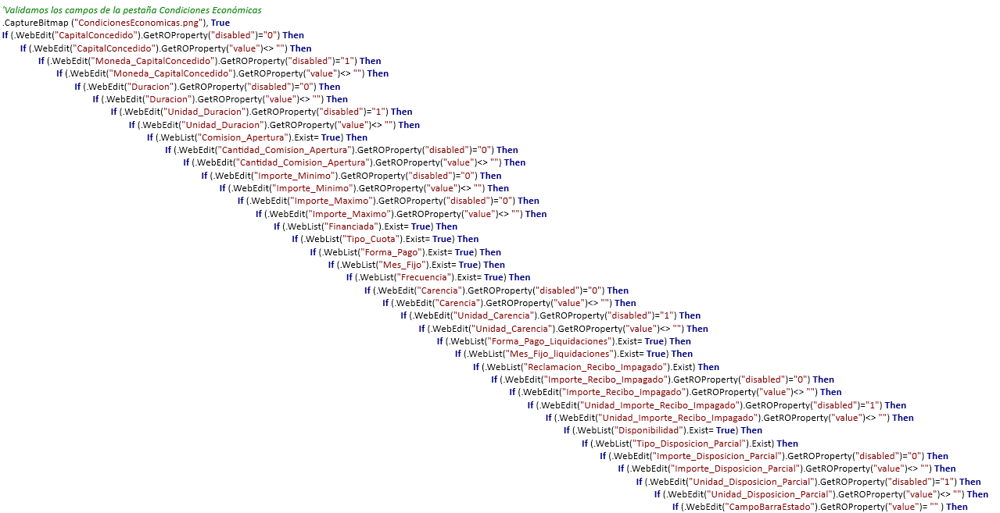 'Validamos los campos de la pestaña Condiciones Económicas
.CaptureBitmap ("CondicionesEconomicas.png"), True
If (.WebEdit("CapitalConcedido").GetROProperty("disabled")="0") Then
If (.WebEdit("CapitalConcedido").GetROProperty("value")<> "") Then
If (.WebEdit("Moneda_CapitalConcedido").GetROProperty("disabled")="1") Then
If (.WebEdit("Moneda_CapitalConcedido").GetROProperty("value")<> "") Then
If (.WebEdit("Duracion").GetROProperty("disabled")="0") Then
If (.WebEdit("Duracion").GetROProperty("value")<> "") Then
If (.WebEdit("Unidad_Duracion").GetROProperty("disabled")="1") Then
If (.WebEdit("Unidad_Duracion").GetROProperty("value")<> "") Then
If (.WebList("Comision_Apertura").Exist= True) Then
If (.WebEdit("Cantidad_Comision_Apertura").GetROProperty("disabled")="0") Then
If (.WebEdit("Cantidad_Comision_Apertura").GetROProperty("value")<> "") Then
If (.WebEdit("Importe_Minimo").GetROProperty("disabled")="0") Then
If (.WebEdit("Importe_Minimo").GetROProperty("value")<> "") Then
If (.WebEdit("Importe_Maximo").GetROProperty("disabled")="0") Then
If (.WebEdit("Importe_Maximo").GetROProperty("value")<> "") Then
If (.WebList("Financiada").Exist= True) Then
If (.WebList("Tipo_Cuota").Exist= True) Then
If (.WebList("Forma_Pago").Exist= True) Then
If (.WebList("Mes_Fijo").Exist= True) Then
If (.WebList("Frecuencia").Exist= True) Then
If (.WebEdit("Carencia").GetROProperty("disabled")="0") Then
If (.WebEdit("Carencia").GetROProperty("value")<> "") Then
If (.WebEdit("Unidad_Carencia").GetROProperty("disabled")="1") Then
If (.WebEdit("Unidad_Carencia").GetROProperty("value")<> "") Then
If (.WebList("Forma_Pago_Liquidaciones").Exist= True) Then
If (.WebList("Mes_Fijo_liquidaciones").Exist= True) Then
If (.WebList("Reclamacion_Recibo_Impagado").Exist) Then
If (.WebEdit("Importe_Recibo_Impagado").GetROProperty("disabled")="0") Then
If (.WebEdit("Importe_Recibo_Impagado").GetROProperty("value")<> "") Then
If (.WebEdit("Unidad_Importe_Recibo_Impagado").GetROProperty("disabled")="1") Then
If (.WebEdit("Unidad_Importe_Recibo_Impagado").GetROProperty("value")<> "") Then
If (.WebList("Disponibilidad").Exist= True) Then
If (.WebList("Tipo_Disposicion_Parcial").Exist) Then
If (.WebEdit("Importe_Disposicion_Parcial").GetROProperty("disabled")="0") Then
If (.WebEdit("Importe_Disposicion_Parcial").GetROProperty("value")<> "") Then
If (.WebEdit("Unidad_Disposicion_Parcial").GetROProperty("disabled")="1") Then
If (.WebEdit("Unidad_Disposicion_Parcial").GetROProperty("value")<> "") Then
If (.WebEdit("CampoBarraEstado").GetROProperty("value")= "" ) Then